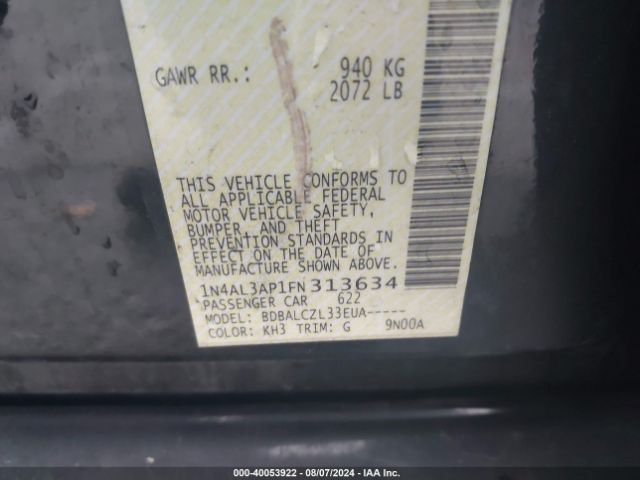 GAWR RR.: 940 KG
2072 LB
THIS VEHICLE CONFORMS TO
ALL APPLICABLE FEDERAL
MOTOR VEHICLE SAFETY,
BUMPER, AND THEFT
PREVENTION STANDARDS IN
EFFECT ON THE DATE OF
MANUFACTURE SHOWN ABOVE.
1N4AL3AP1FN313634
PASSENGER CAR 622
MODEL: BDBALCZL33EUA-----
COLOR: KH3 TRIM: G 9N00A
000-40053922 - 08/07/2024 - IAA Inc.